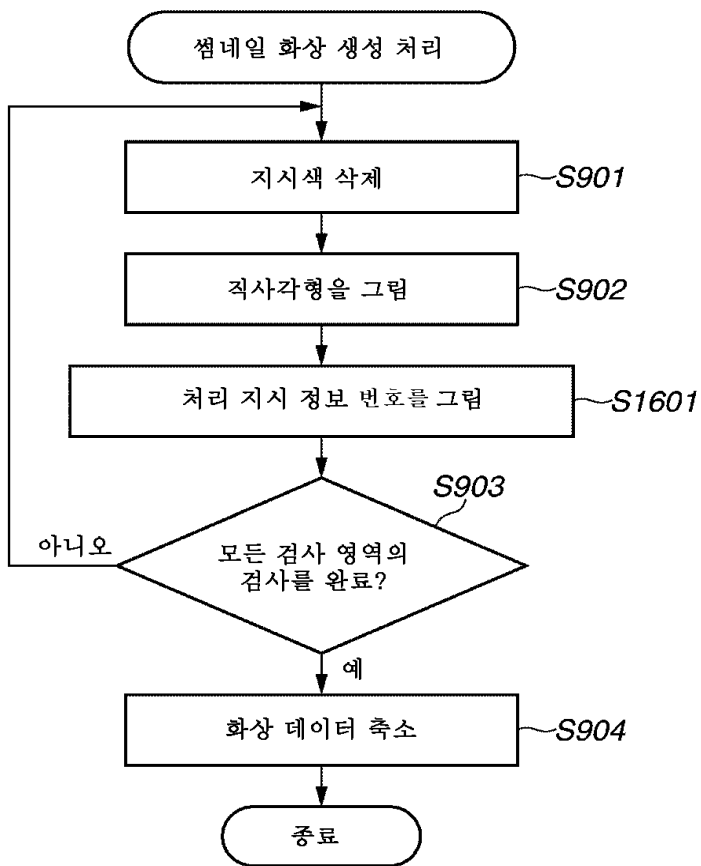 썸네일 화상 생성 처리
지시색 삭제
S901
직사각형을 그림
S902
처리 지시 정보 번호를 그림
S1601
S903
아니오
모든 검사 영역의
검사를 완료?
예
화상 데이터 축소
S904
종료